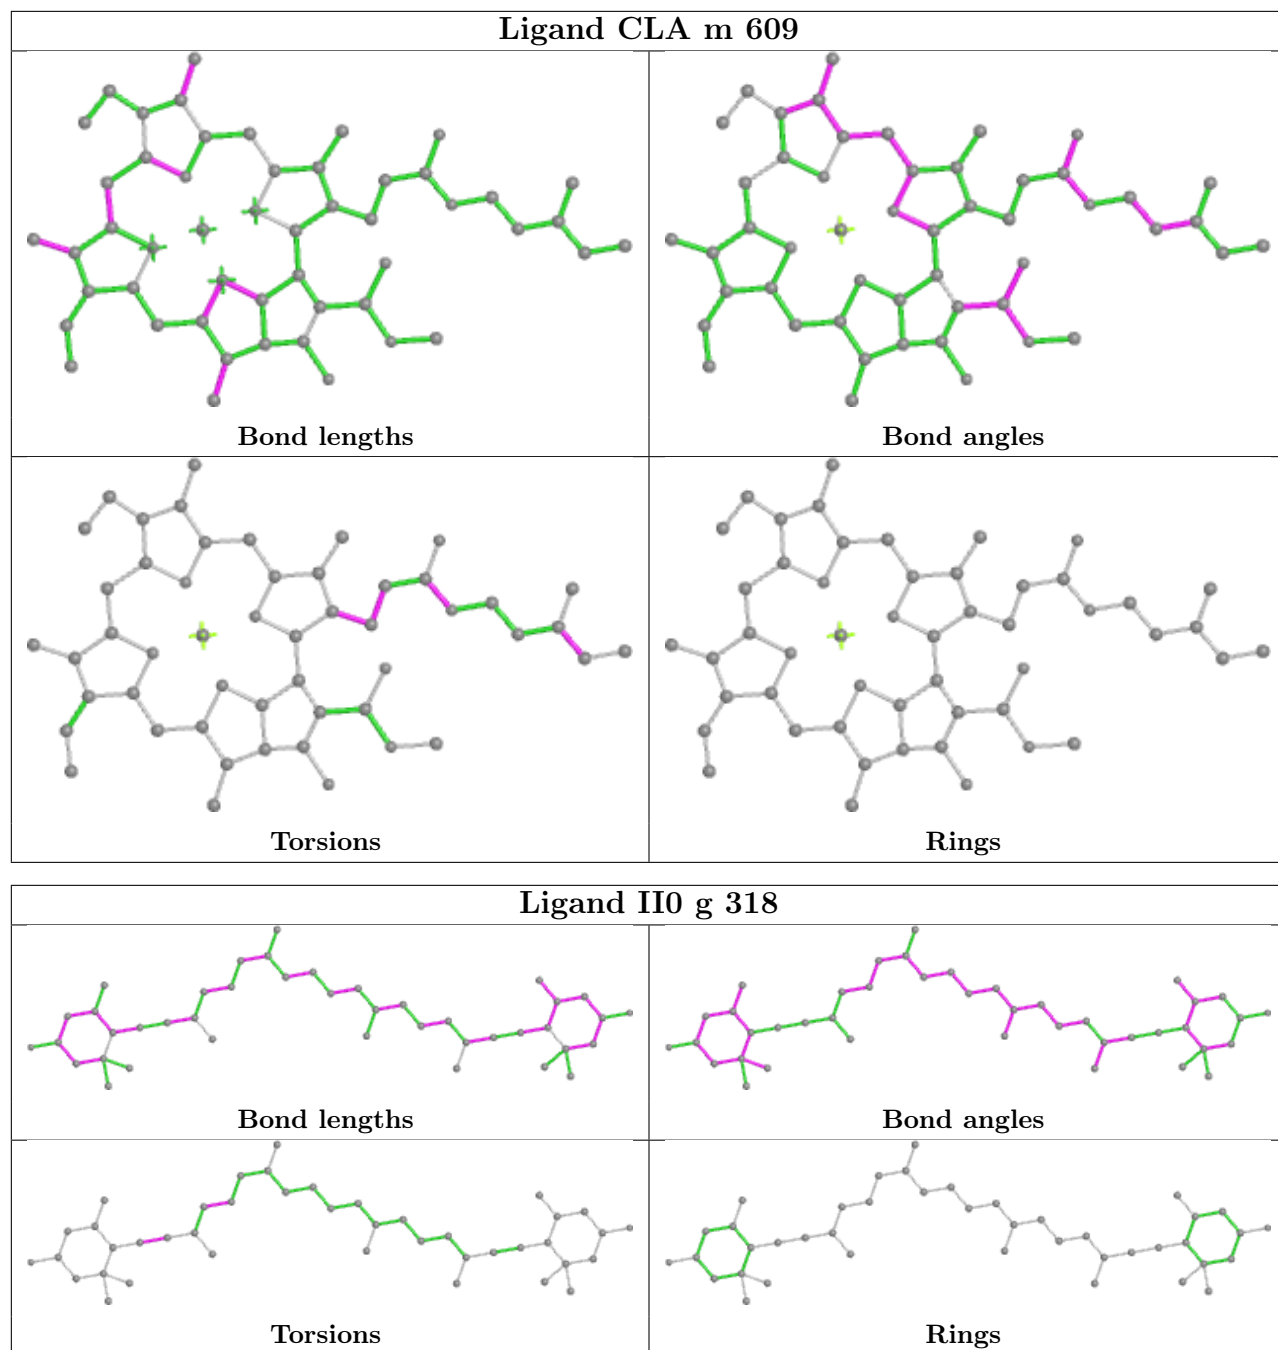 Ligand CLA m 609
Bond lengths
Bond angles
Torsions
Rings
Ligand II0 g 318
Bond lengths
Bond angles
Torsions
Rings